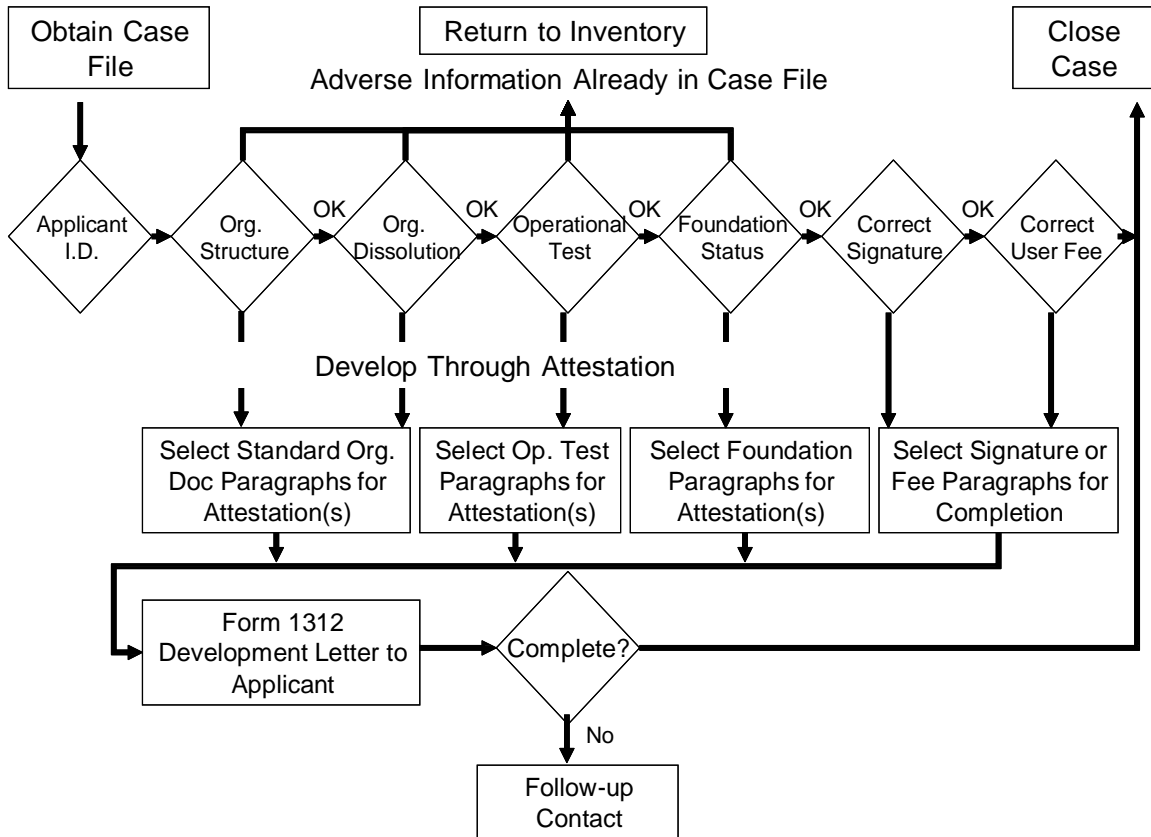 Obtain Case
File
Return to Inventory
Close
Case
Adverse Information Already in Case File
Applicant
I.D.
Org.
Structure
OK
Org.
Dissolution
OK
Operational
Test
OK
Foundation
Status
OK
Correct
Signature
OK
Correct
User Fee
Develop Through Attestation
Select Standard Org.
Doc Paragraphs for
Attestation(s)
Select Op. Test
Paragraphs for
Attestation(s)
Select Foundation
Paragraphs for
Attestation(s)
Select Signature or
Fee Paragraphs for
Completion
Form 1312
Development Letter to
Applicant
Complete?
No
Follow-up
Contact